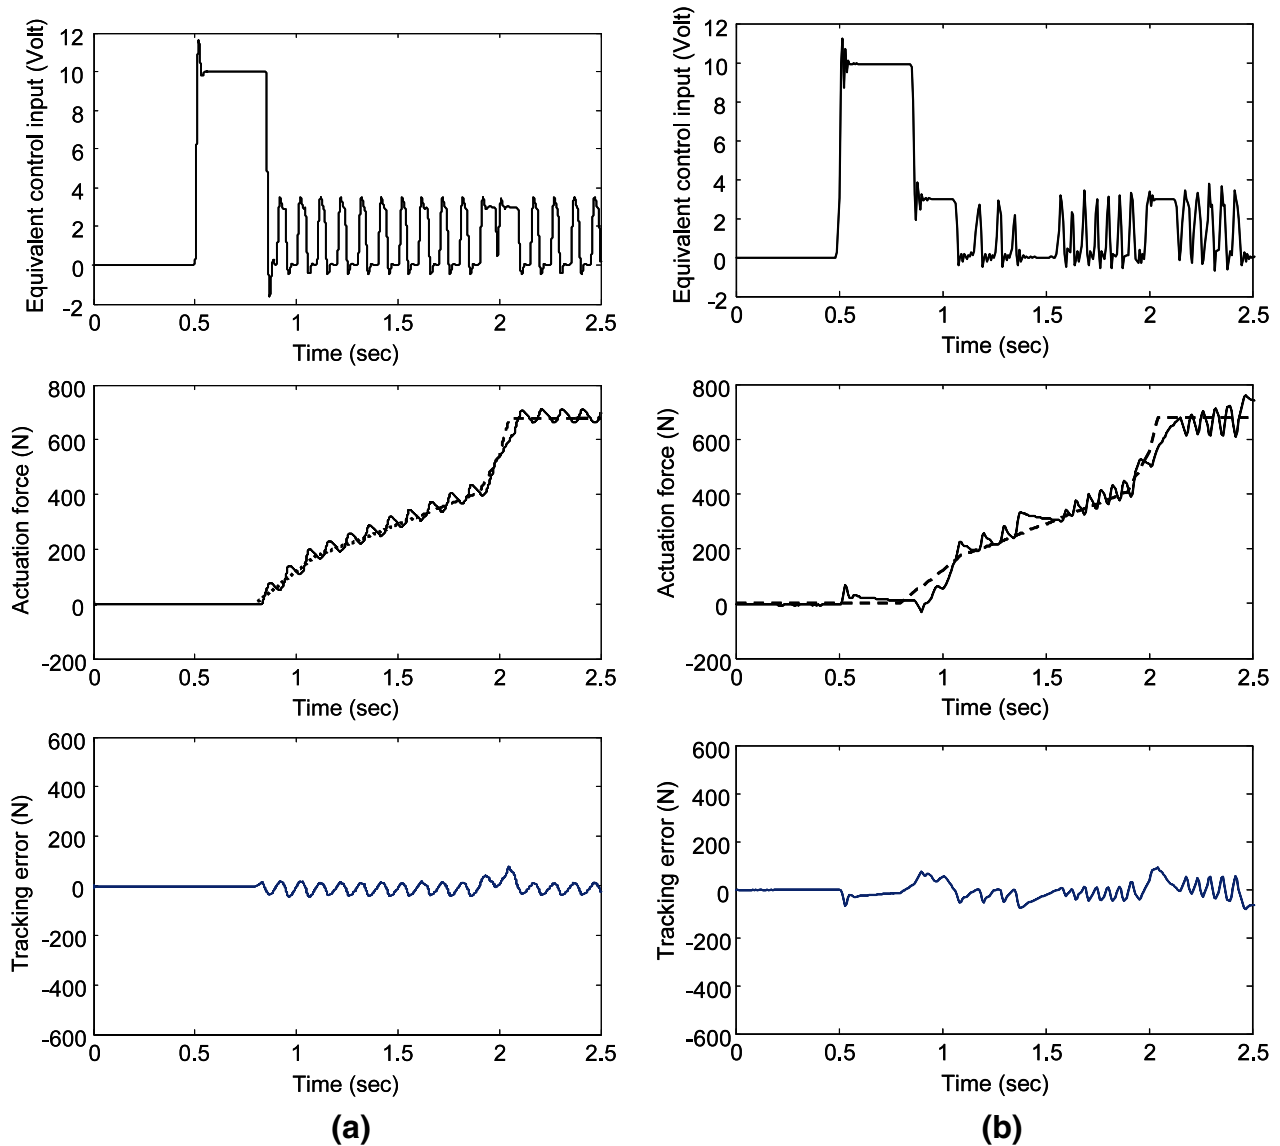 Equivalent control input (Volt)
12
10
8
6
4
2
0
-2
0 0.5 1 1.5 2 2.5
Time (sec)
Equivalent control input (Volt)
12
10
8
6
4
2
0
-2
0 0.5 1 1.5 2 2.5
Time (sec)
Actuation force (N)
800
600
400
200
0
-200
0 0.5 1 1.5 2 2.5
Time (sec)
Actuation force (N)
800
600
400
200
0
-200
0 0.5 1 1.5 2 2.5
Time (sec)
Tracking error (N)
600
400
200
0
-200
-400
-600
0 0.5 1 1.5 2 2.5
Time (sec)
Tracking error (N)
600
400
200
0
-200
-400
-600
0 0.5 1 1.5 2 2.5
Time (sec)
(a)
(b)